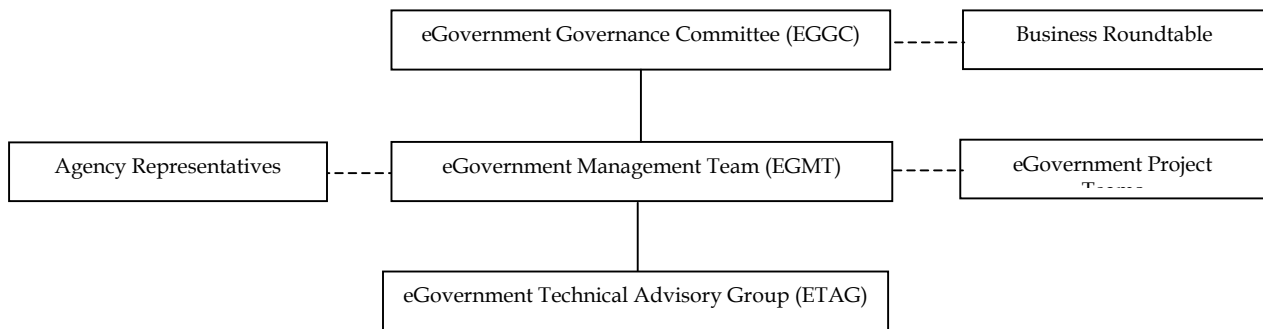 eGovernment Governance Committee (EGGC)
Business Roundtable
Agency Representatives
eGovernment Management Team (EGMT)
eGovernment Project
Teams
eGovernment Technical Advisory Group (ETAG)